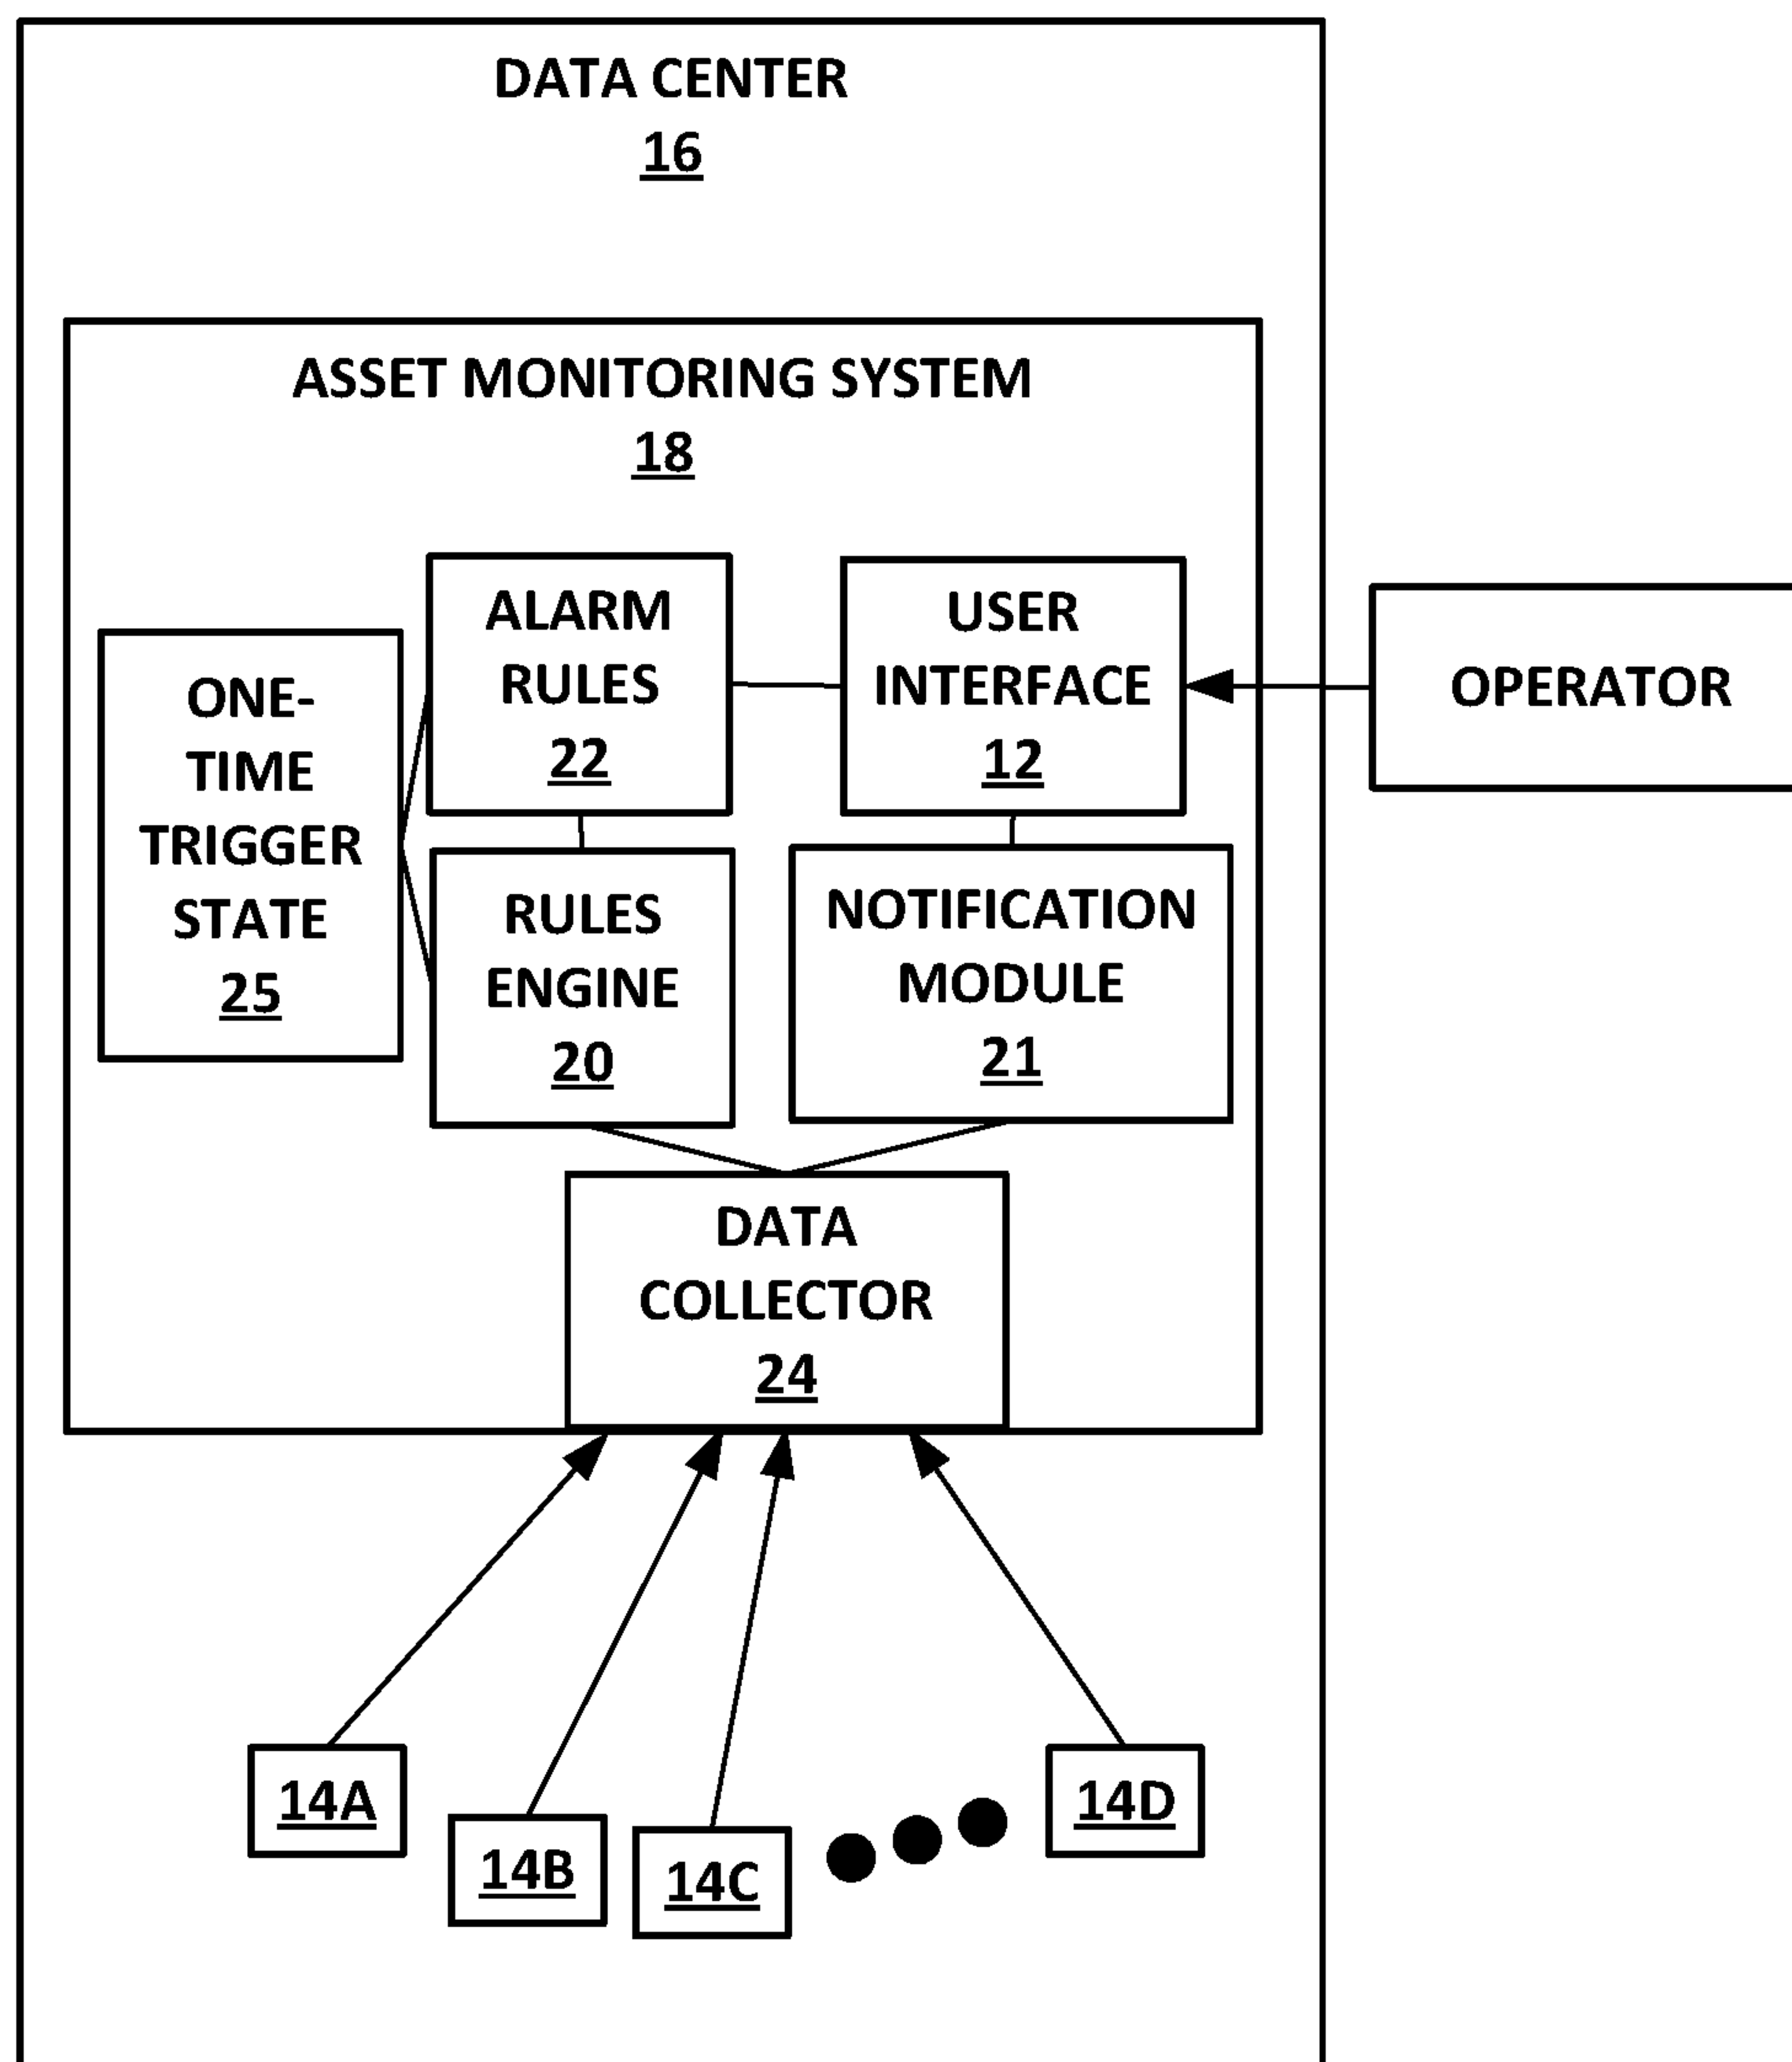 DATA CENTER
16
ASSET MONITORING SYSTEM
18
ONE-
TIME
TRIGGER
STATE
25
ALARM
RULES
22
USER
INTERFACE
12
OPERATOR
RULES
ENGINE
20
NOTIFICATION
MODULE
21
DATA
COLLECTOR
24
14A
14B
14C
14D